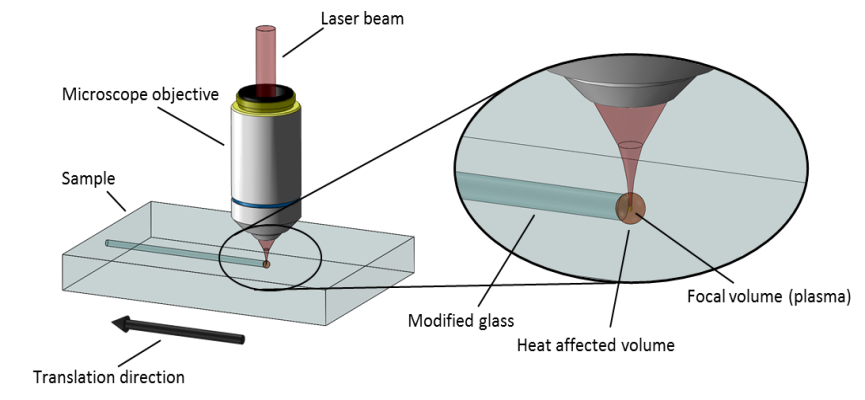 Laser beam
Microscope objective
Sample
Translation direction
Modified glass
Heat affected volume
Focal volume (plasma)